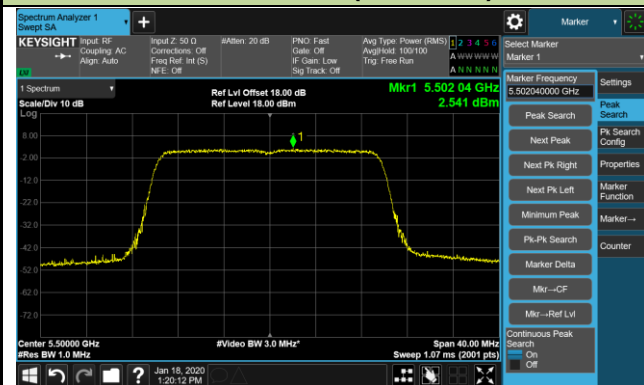 Spectrum Analyzer 1
Swept SA
+
Marker
KEYSIGHT
Input: RF
Coupling: AC
Align: Auto
Input Z: 50 Ω
Corrections: Off
Freq Ref: Int (S)
NFE: Off
#Atten: 20 dB
PNO: Fast
Gate: Off
IF Gain: Low
Sig Track: Off
Avg Type: Power (RMS)
Avg|Hold: 100/100
Trig: Free Run
1 2 3 4 5 6
A W W W W W
A N N N N N
LV
Select Marker
Marker 1
1 Spectrum
Scale/Div 10 dB
Log
Ref Lvl Offset 18.00 dB
Ref Level 18.00 dBm
Mkr1 5.502 04 GHz
2.541 dBm
8.00
-2.00
-12.0
-22.0
-32.0
-42.0
-52.0
-62.0
-72.0
1
Center 5.50000 GHz
#Res BW 1.0 MHz
#Video BW 3.0 MHz*
Span 40.00 MHz
Sweep 1.07 ms (2001 pts)
Marker Frequency
5.502040000 GHz
Peak Search
Next Peak
Next Pk Right
Next Pk Left
Minimum Peak
Pk-Pk Search
Marker Delta
Mkr→CF
Mkr→Ref Lvl
Continuous Peak
Search
On
Off
Settings
Peak
Search
Pk Search
Config
Properties
Marker
Function
Marker→
Counter
?
Jan 18, 2020
1:20:12 PM